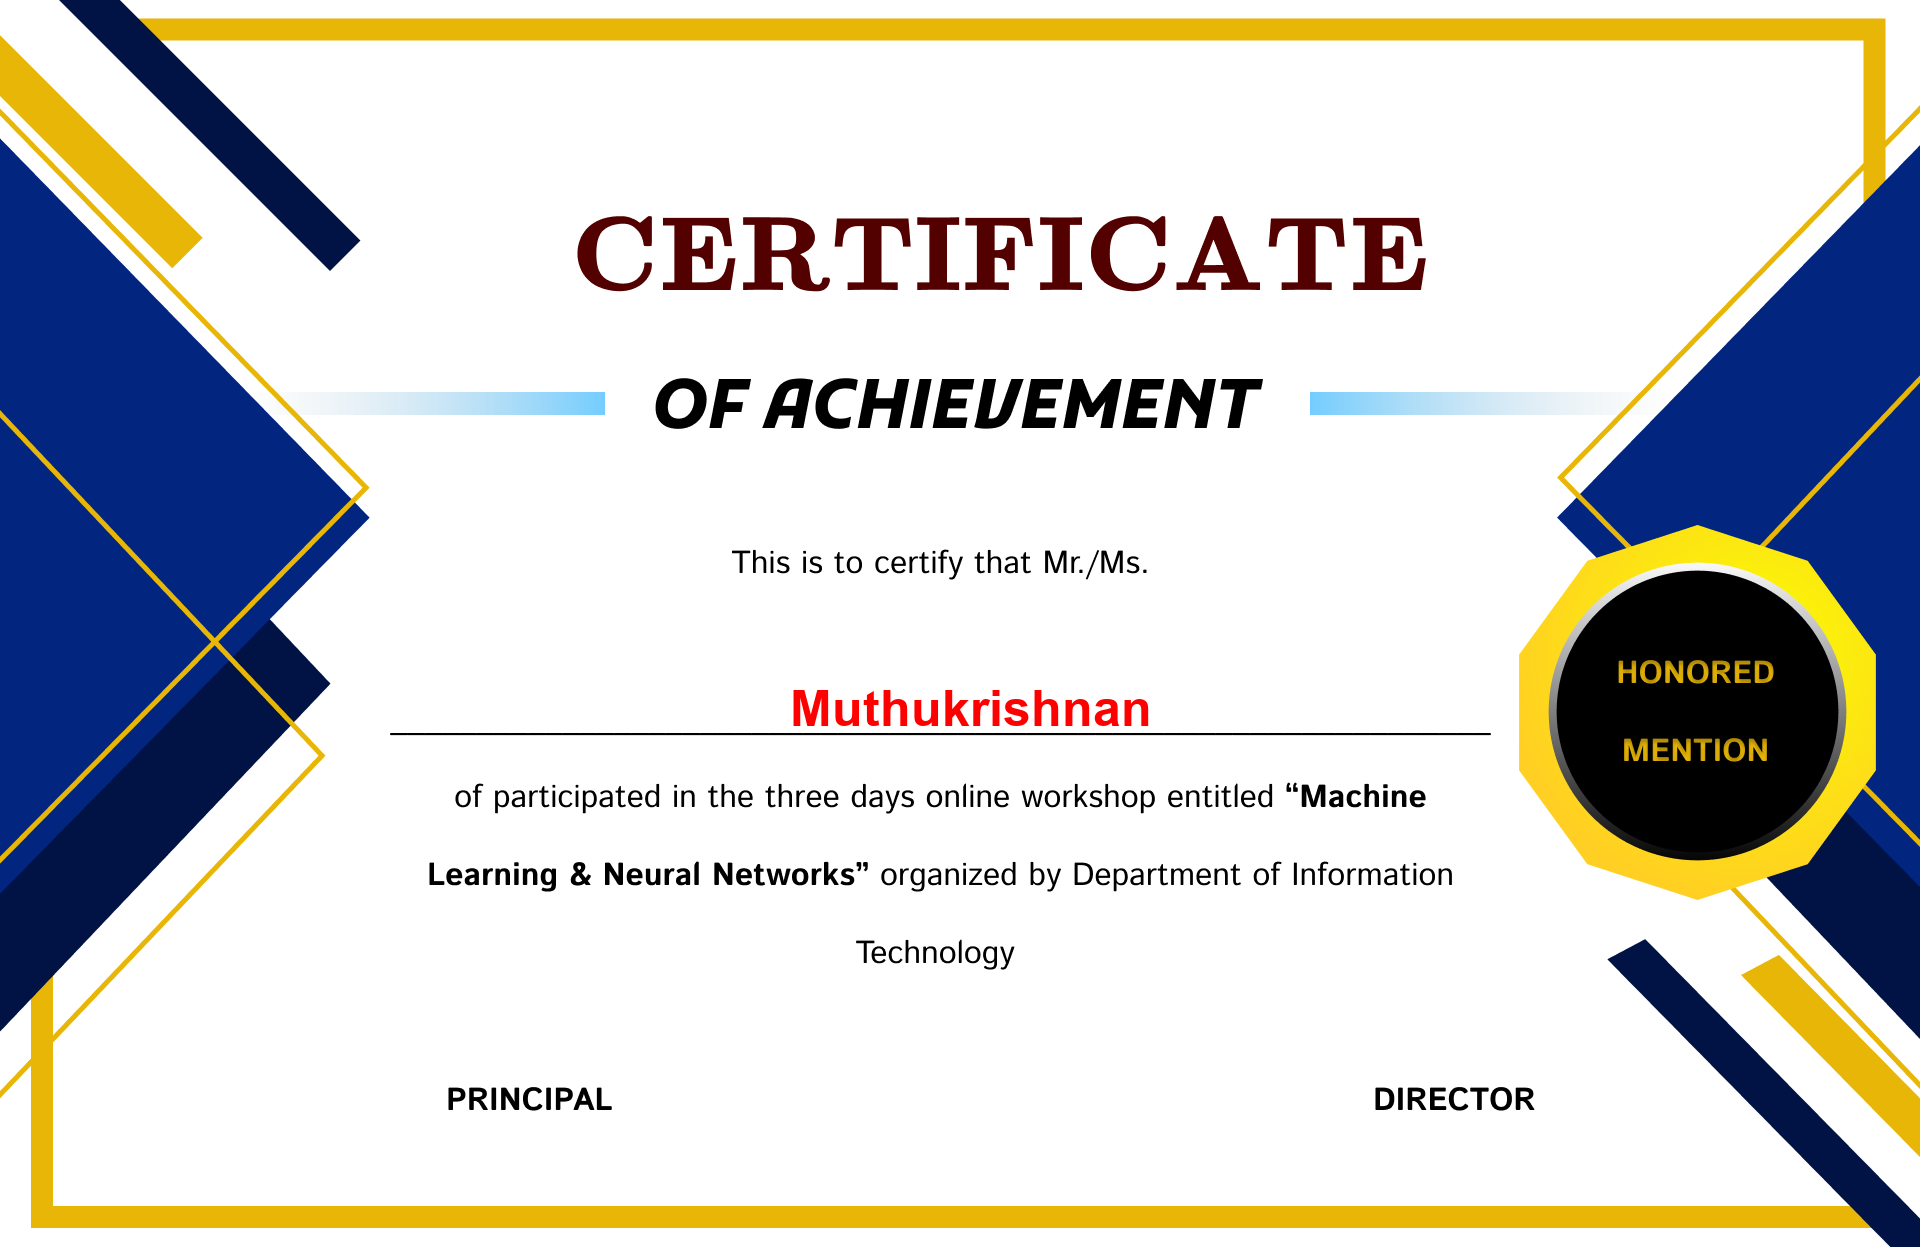 CERTIFICATE
OF ACHIEVEMENT
This is to certify that Mr./Ms.
Muthukrishnan
of participated in the three days online workshop entitled “Machine
Learning & Neural Networks” organized by Department of Information
Technology
HONORED
MENTION
PRINCIPAL
DIRECTOR